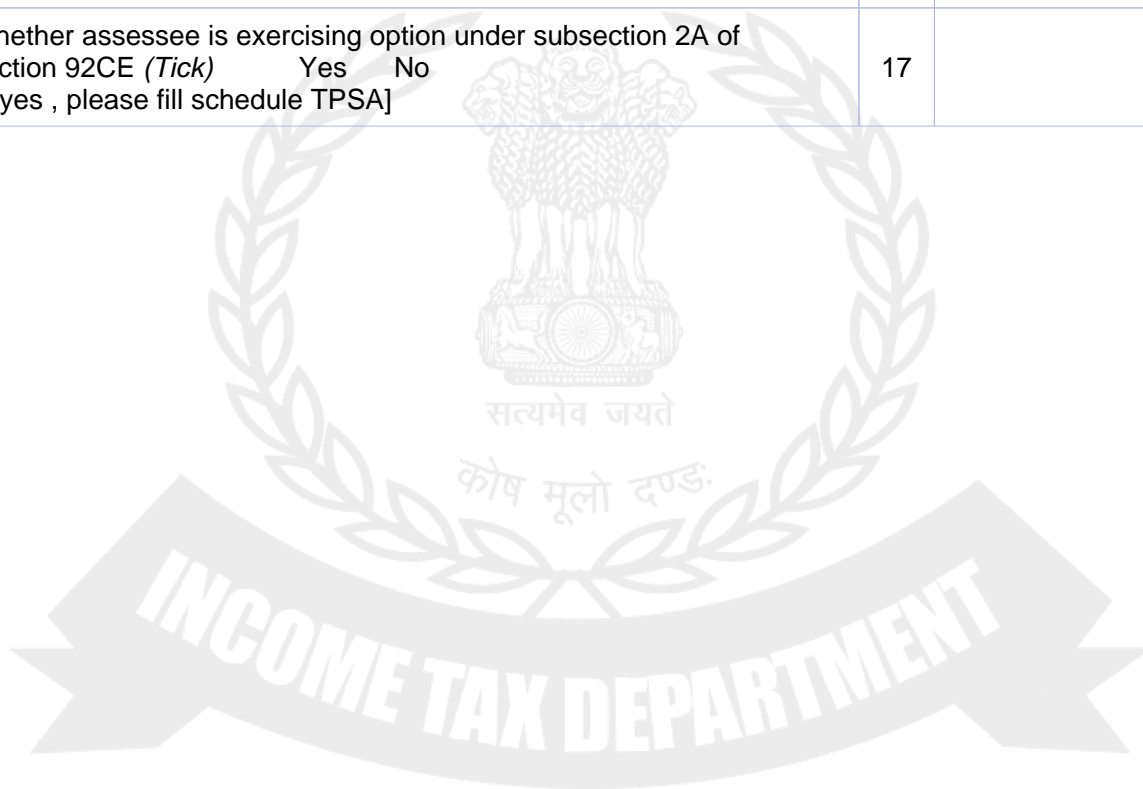 hether assessee is exercising option under subsection 2A of
ction 92CE (Tick) Yes No
yes , please fill schedule TPSA]
17
सत्यमेव जयते
कोष मूलो दण्डः
INCOME TAX DEPARTMENT